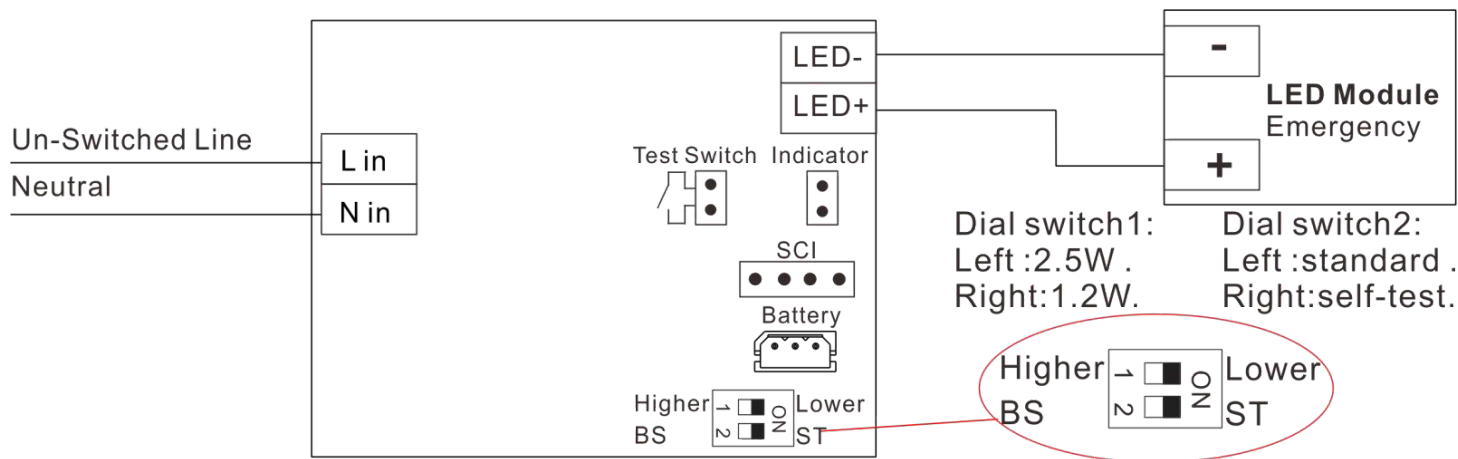 Un-Switched Line
Neutral
L in
N in
LED-
LED+
Test Switch
Indicator
SCI
Battery
Higher
Lower
BS
ST
1
2
ON
-
+
LED Module
Emergency
Dial switch1:
Left :2.5W .
Right:1.2W.
Dial switch2:
Left :standard .
Right:self-test.
Higher
Lower
BS
ST
1
2
ON